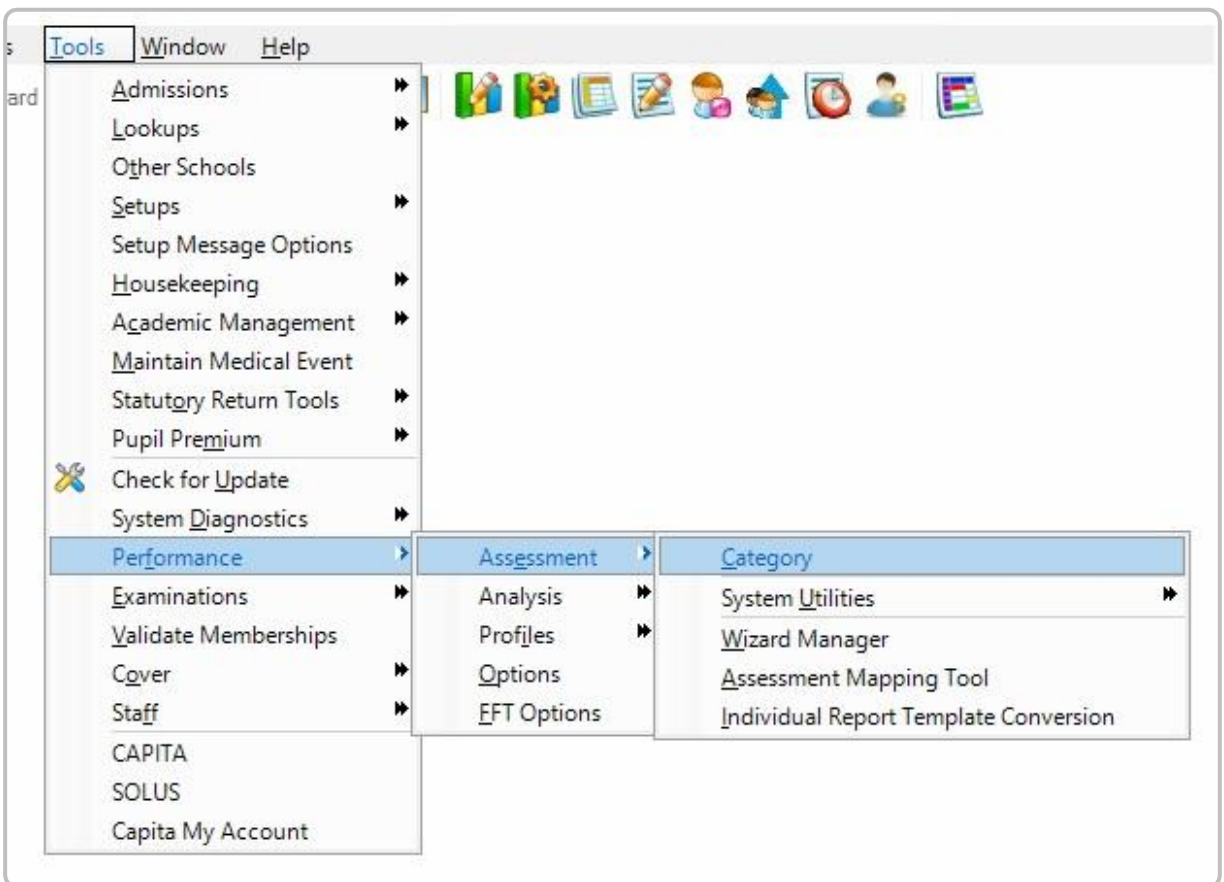 s Tools Window Help
ard
Admissions
Lookups
Other Schools
Setups
Setup Message Options
Housekeeping
Academic Management
Maintain Medical Event
Statutory Return Tools
Pupil Premium
Check for Update
System Diagnostics
Performance
Examinations
Validate Memberships
Cover
Staff
CAPITA
SOLUS
Capita My Account
Assessment
Analysis
Profiles
Options
FFT Options
Category
System Utilities
Wizard Manager
Assessment Mapping Tool
Individual Report Template Conversion